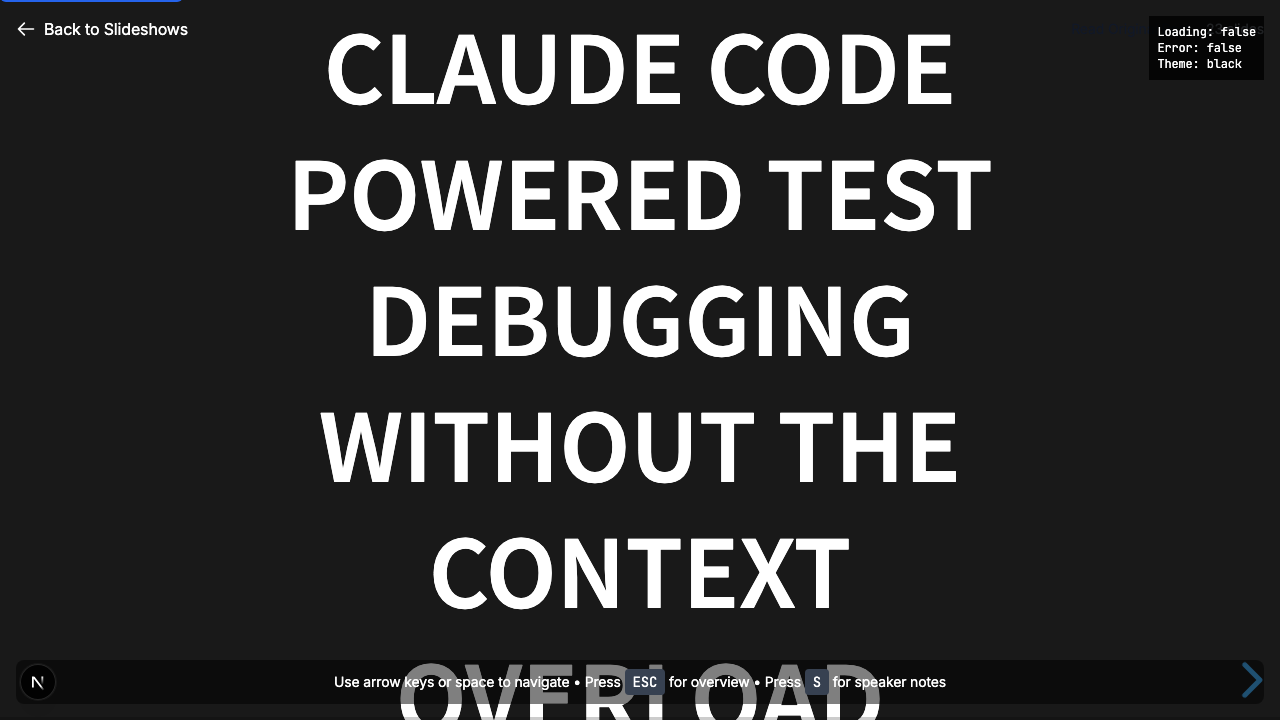 Back to Slideshows
Loading: false
Error: false
Theme: black
CLAUDE CODE
POWERED TEST
DEBUGGING
WITHOUT THE
CONTEXT
OVERLOAD
Use arrow keys or space to navigate • Press ESC for overview • Press S for speaker notes
N